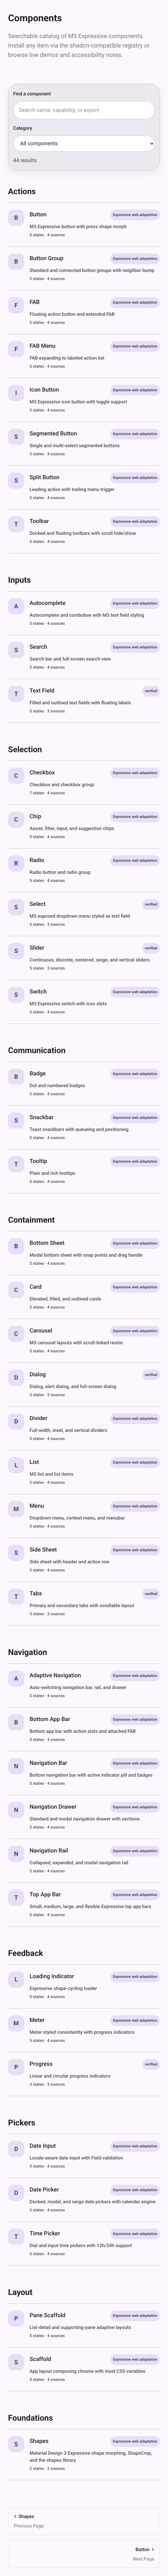 Components
Searchable catalog of M3 Expressive components.
Install any item via the shadcn-compatible registry or
browse live demos and accessibility notes.
Find a component
Search name, capability, or export
Category
All components
44 results
Actions
B
Button
Expressive web adaptation
M3 Expressive button with press shape morph
5 states · 4 sources
B
Button Group
Expressive web adaptation
Standard and connected button groups with neighbor bump
5 states · 4 sources
F
FAB
Expressive web adaptation
Floating action button and extended FAB
5 states · 4 sources
F
FAB Menu
Expressive web adaptation
FAB expanding to labeled action list
5 states · 4 sources
I
Icon Button
Expressive web adaptation
M3 Expressive icon button with toggle support
5 states · 4 sources
S
Segmented Button
Expressive web adaptation
Single and multi-select segmented buttons
5 states · 4 sources
S
Split Button
Expressive web adaptation
Leading action with trailing menu trigger
5 states · 4 sources
T
Toolbar
Expressive web adaptation
Docked and floating toolbars with scroll hide/show
5 states · 4 sources
Inputs
A
Autocomplete
Expressive web adaptation
Autocomplete and combobox with M3 text field styling
5 states · 4 sources
S
Search
Expressive web adaptation
Search bar and full-screen search view
5 states · 4 sources
T
Text Field
verified
Filled and outlined text fields with floating labels
5 states · 3 sources
Selection
C
Checkbox
Expressive web adaptation
Checkbox and checkbox group
7 states · 4 sources
C
Chip
Expressive web adaptation
Assist, filter, input, and suggestion chips
5 states · 4 sources
R
Radio
Expressive web adaptation
Radio button and radio group
5 states · 4 sources
S
Select
verified
M3 exposed dropdown menu styled as text field
5 states · 3 sources
S
Slider
verified
Continuous, discrete, centered, range, and vertical sliders
5 states · 3 sources
S
Switch
Expressive web adaptation
M3 Expressive switch with icon slots
5 states · 4 sources
Communication
B
Badge
Expressive web adaptation
Dot and numbered badges
5 states · 4 sources
S
Snackbar
Expressive web adaptation
Toast snackbars with queueing and positioning
5 states · 4 sources
T
Tooltip
Expressive web adaptation
Plain and rich tooltips
5 states · 4 sources
Containment
B
Bottom Sheet
Expressive web adaptation
Modal bottom sheet with snap points and drag handle
5 states · 4 sources
C
Card
Expressive web adaptation
Elevated, filled, and outlined cards
5 states · 4 sources
C
Carousel
Expressive web adaptation
M3 carousel layouts with scroll-linked resize
5 states · 4 sources
D
Dialog
verified
Dialog, alert dialog, and full-screen dialog
3 states · 3 sources
D
Divider
Expressive web adaptation
Full-width, inset, and vertical dividers
5 states · 4 sources
L
List
Expressive web adaptation
M3 list and list items
5 states · 4 sources
M
Menu
Expressive web adaptation
Dropdown menu, context menu, and menubar
5 states · 4 sources
S
Side Sheet
Expressive web adaptation
Side sheet with header and action row
5 states · 4 sources
T
Tabs
verified
Primary and secondary tabs with scrollable layout
3 states · 3 sources
Navigation
A
Adaptive Navigation
Expressive web adaptation
Auto-switching navigation bar, rail, and drawer
5 states · 4 sources
B
Bottom App Bar
Expressive web adaptation
Bottom app bar with action slots and attached FAB
5 states · 4 sources
N
Navigation Bar
Expressive web adaptation
Bottom navigation bar with active indicator pill and badges
5 states · 4 sources
N
Navigation Drawer
Expressive web adaptation
Standard and modal navigation drawer with sections
5 states · 4 sources
N
Navigation Rail
Expressive web adaptation
Collapsed, expanded, and modal navigation rail
5 states · 4 sources
T
Top App Bar
Expressive web adaptation
Small, medium, large, and flexible Expressive top app bars
5 states · 4 sources
Feedback
L
Loading Indicator
Expressive web adaptation
Expressive shape-cycling loader
5 states · 4 sources
M
Meter
Expressive web adaptation
Meter styled consistently with progress indicators
5 states · 4 sources
P
Progress
verified
Linear and circular progress indicators
3 states · 3 sources
Pickers
D
Date Input
Expressive web adaptation
Locale-aware date input with Field validation
5 states · 4 sources
D
Date Picker
Expressive web adaptation
Docked, modal, and range date pickers with calendar engine
5 states · 4 sources
T
Time Picker
Expressive web adaptation
Dial and input time pickers with 12h/24h support
5 states · 4 sources
Layout
P
Pane Scaffold
Expressive web adaptation
List-detail and supporting-pane adaptive layouts
5 states · 4 sources
S
Scaffold
Expressive web adaptation
App layout composing chrome with inset CSS variables
5 states · 4 sources
Foundations
S
Shapes
Expressive web adaptation
Material Design 3 Expressive shape morphing, ShapeCrop,
and the shapes library
2 states · 3 sources
Shapes
Previous Page
Button
Next Page